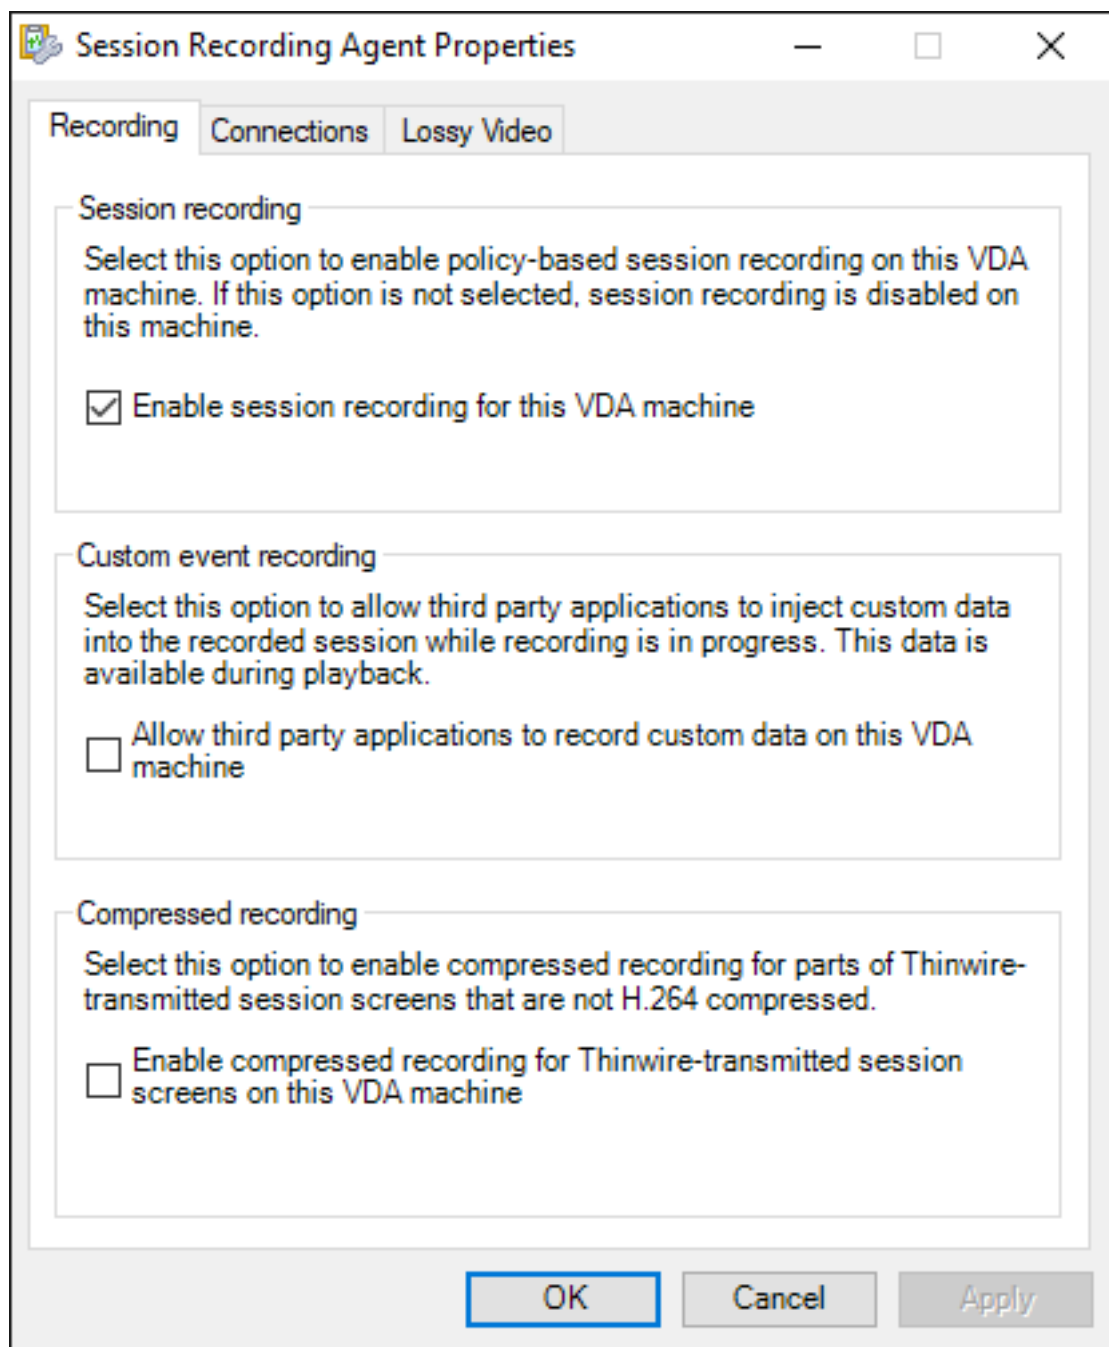 Session Recording Agent Properties
Recording
Connections
Lossy Video
Session recording
Select this option to enable policy-based session recording on this VDA
machine. If this option is not selected, session recording is disabled on
this machine.
Enable session recording for this VDA machine
Custom event recording
Select this option to allow third party applications to inject custom data
into the recorded session while recording is in progress. This data is
available during playback.
Allow third party applications to record custom data on this VDA
machine
Compressed recording
Select this option to enable compressed recording for parts of Thinwire-
transmitted session screens that are not H.264 compressed.
Enable compressed recording for Thinwire-transmitted session
screens on this VDA machine
OK
Cancel
Apply